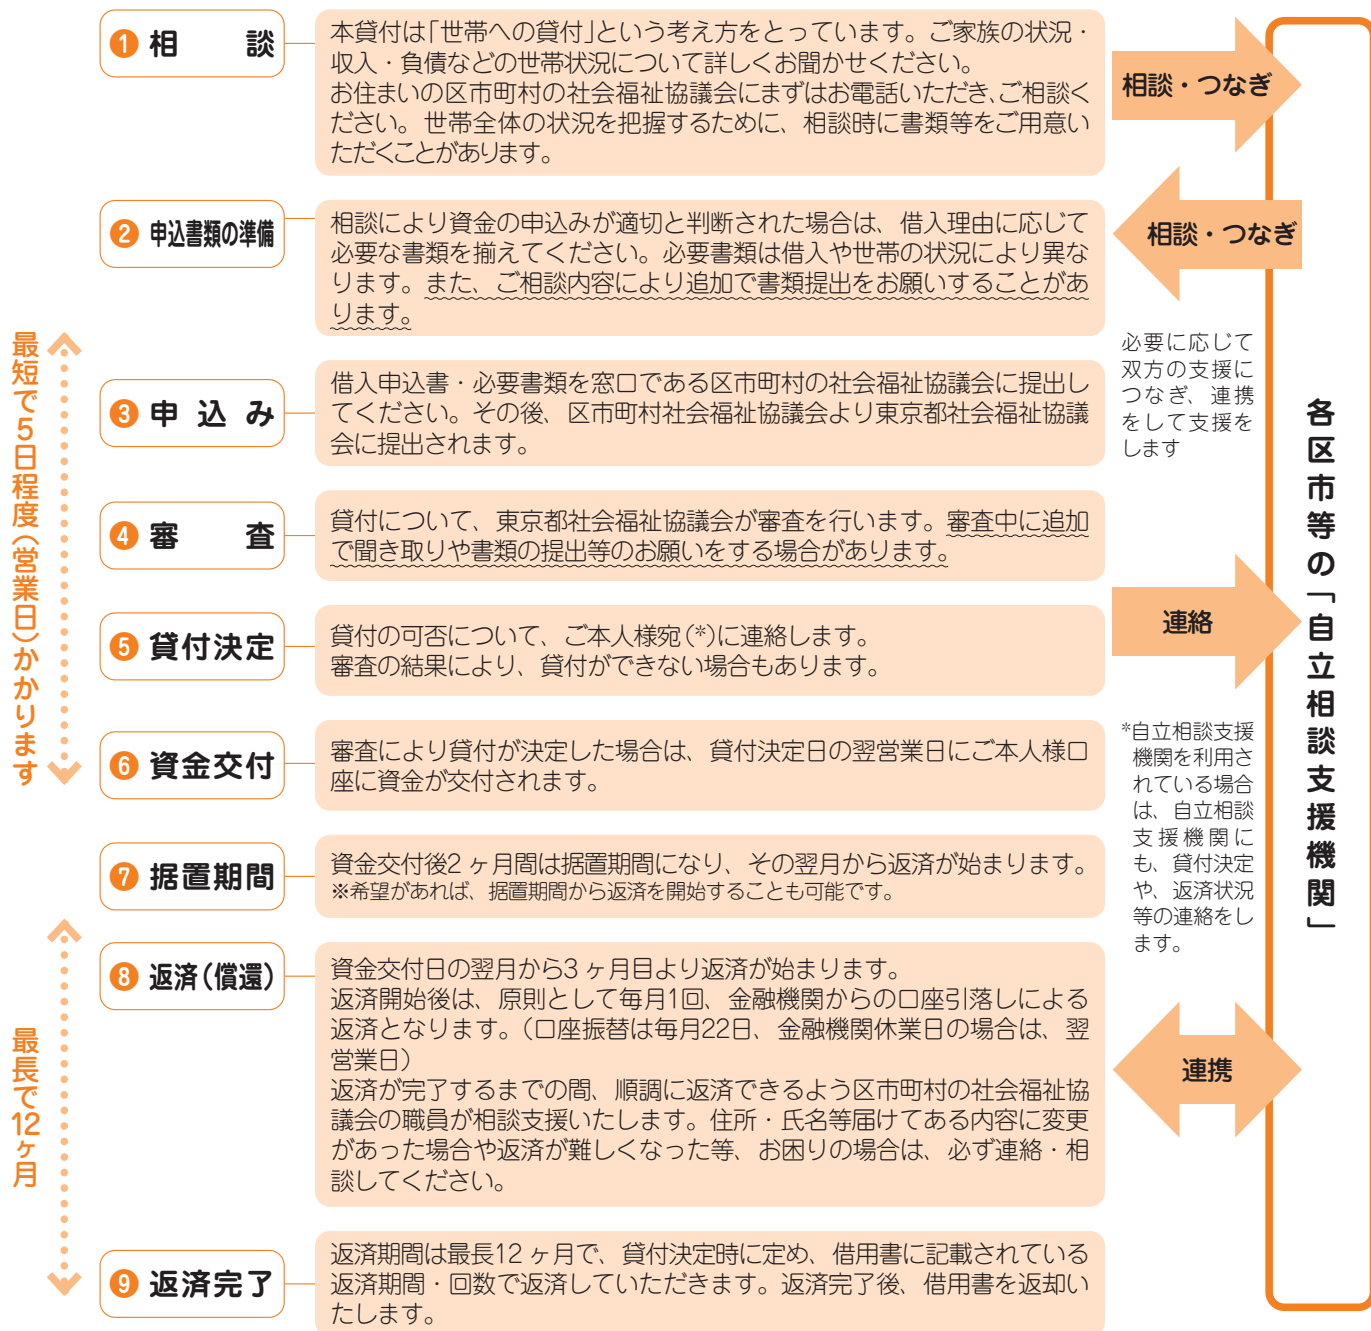 ❶ 相談
本貸付は「世帯への貸付」という考え方をとっています。ご家族の状況・
収入・負債などの世帯状況について詳しくお聞かせください。
お住まいの区市町村の社会福祉協議会にまずはお電話いただき、ご相談く
ださい。世帯全体の状況を把握するために、相談時に書類等をご用意い
ただくことがあります。
相談・つなぎ
❷ 申込書類の準備
相談により資金の申込みが適切と判断された場合は、借入理由に応じて
必要な書類を揃えてください。必要書類は借入や世帯の状況により異な
ります。また、ご相談内容により追加で書類提出をお願いすることがあ
ります。
相談・つなぎ
必要に応じて
双方の支援に
つなぎ、連携
をして支援を
します
最短で5日程度(営業日)かかります
❸ 申込み
借入申込書・必要書類を窓口である区市町村の社会福祉協議会に提出し
てください。その後、区市町村社会福祉協議会より東京都社会福祉協議
会に提出されます。
❹ 審査
貸付について、東京都社会福祉協議会が審査を行います。審査中に追加
で聞き取りや書類の提出等のお願いをする場合があります。
❺ 貸付決定
貸付の可否について、ご本人様宛(*)に連絡します。
審査の結果により、貸付ができない場合もあります。
連絡
❻ 資金交付
審査により貸付が決定した場合は、貸付決定日の翌営業日にご本人様口
座に資金が交付されます。
*自立相談支援
機関を利用さ
れている場合
は、自立相談
支援機関に
も、貸付決定
や、返済状況
等の連絡をし
ます。
❼ 据置期間
資金交付後2ヶ月間は据置期間になり、その翌月から返済が始まります。
※希望があれば、据置期間から返済を開始することも可能です。
最長で12ヶ月
❽ 返済(償還)
資金交付日の翌月から3ヶ月目より返済が始まります。
返済開始後は、原則として毎月1回、金融機関からの口座引落しによる
返済となります。(口座振替は毎月22日、金融機関休業日の場合は、翌
営業日)
返済が完了するまでの間、順調に返済できるよう区市町村の社会福祉協
議会の職員が相談支援いたします。住所・氏名等届けてある内容に変更
があった場合や返済が難しくなった等、お困りの場合は、必ず連絡・相
談してください。
連携
❾ 返済完了
返済期間は最長12ヶ月で、貸付決定時に定め、借用書に記載されている
返済期間・回数で返済していただきます。返済完了後、借用書を返却い
たします。
各区市等の「自立相談支援機関」